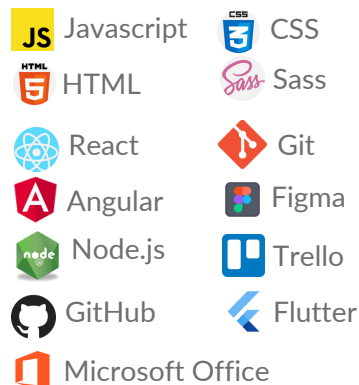 JS Javascript
CSS CSS
HTML HTML
Sass Sass
React
Git
Angular
Figma
node Node.js
Trello
GitHub
Flutter
Microsoft Office